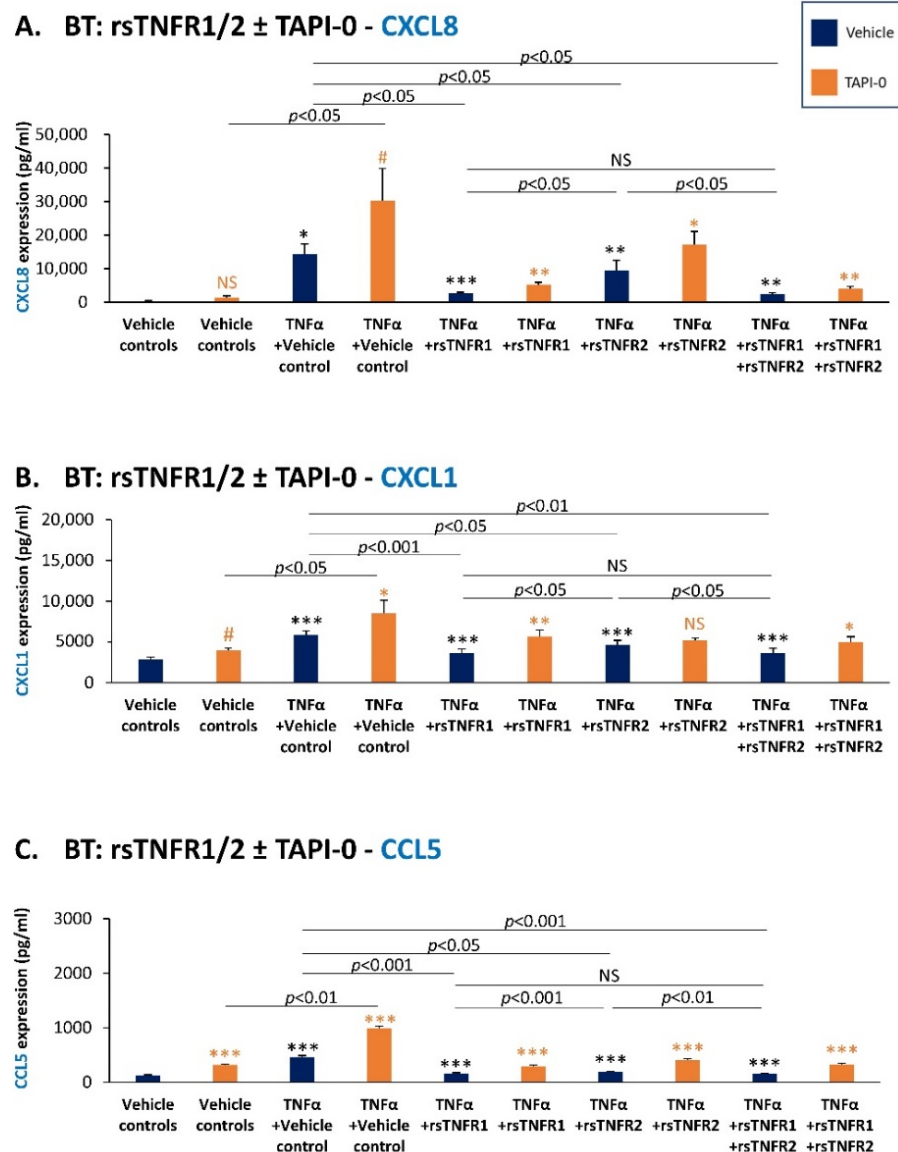 A. BT: rsTNFR1/2 ± TAPI-0 - CXCL8
Vehicle
TAPI-0
p<0.05
p<0.05
p<0.05
p<0.05
NS
p<0.05 p<0.05
CXCL8 expression (pg/ml)
50,000
40,000
30,000
20,000
10,000
0
NS * # *** ** ** * ** **
Vehicle Vehicle TNFα TNFα TNFα TNFα TNFα TNFα TNFα TNFα
controls controls +Vehicle +Vehicle +rsTNFR1 +rsTNFR1 +rsTNFR2 +rsTNFR2 +rsTNFR1 +rsTNFR1
control control +rsTNFR2 +rsTNFR2
B. BT: rsTNFR1/2 ± TAPI-0 - CXCL1
p<0.01
p<0.05
p<0.001
p<0.05 NS
p<0.05 p<0.05
CXCL1 expression (pg/ml)
20,000
15,000
10,000
5000
0
# *** * *** ** *** NS *** *
Vehicle Vehicle TNFα TNFα TNFα TNFα TNFα TNFα TNFα TNFα
controls controls +Vehicle +Vehicle +rsTNFR1 +rsTNFR1 +rsTNFR2 +rsTNFR2 +rsTNFR1 +rsTNFR1
control control +rsTNFR2 +rsTNFR2
C. BT: rsTNFR1/2 ± TAPI-0 - CCL5
p<0.001
p<0.05
p<0.001 NS
p<0.01 p<0.001 p<0.01
CCL5 expression (pg/ml)
3000
2000
1000
0
*** *** *** *** *** *** *** *** ***
Vehicle Vehicle TNFα TNFα TNFα TNFα TNFα TNFα TNFα TNFα
controls controls +Vehicle +Vehicle +rsTNFR1 +rsTNFR1 +rsTNFR2 +rsTNFR2 +rsTNFR1 +rsTNFR1
control control +rsTNFR2 +rsTNFR2